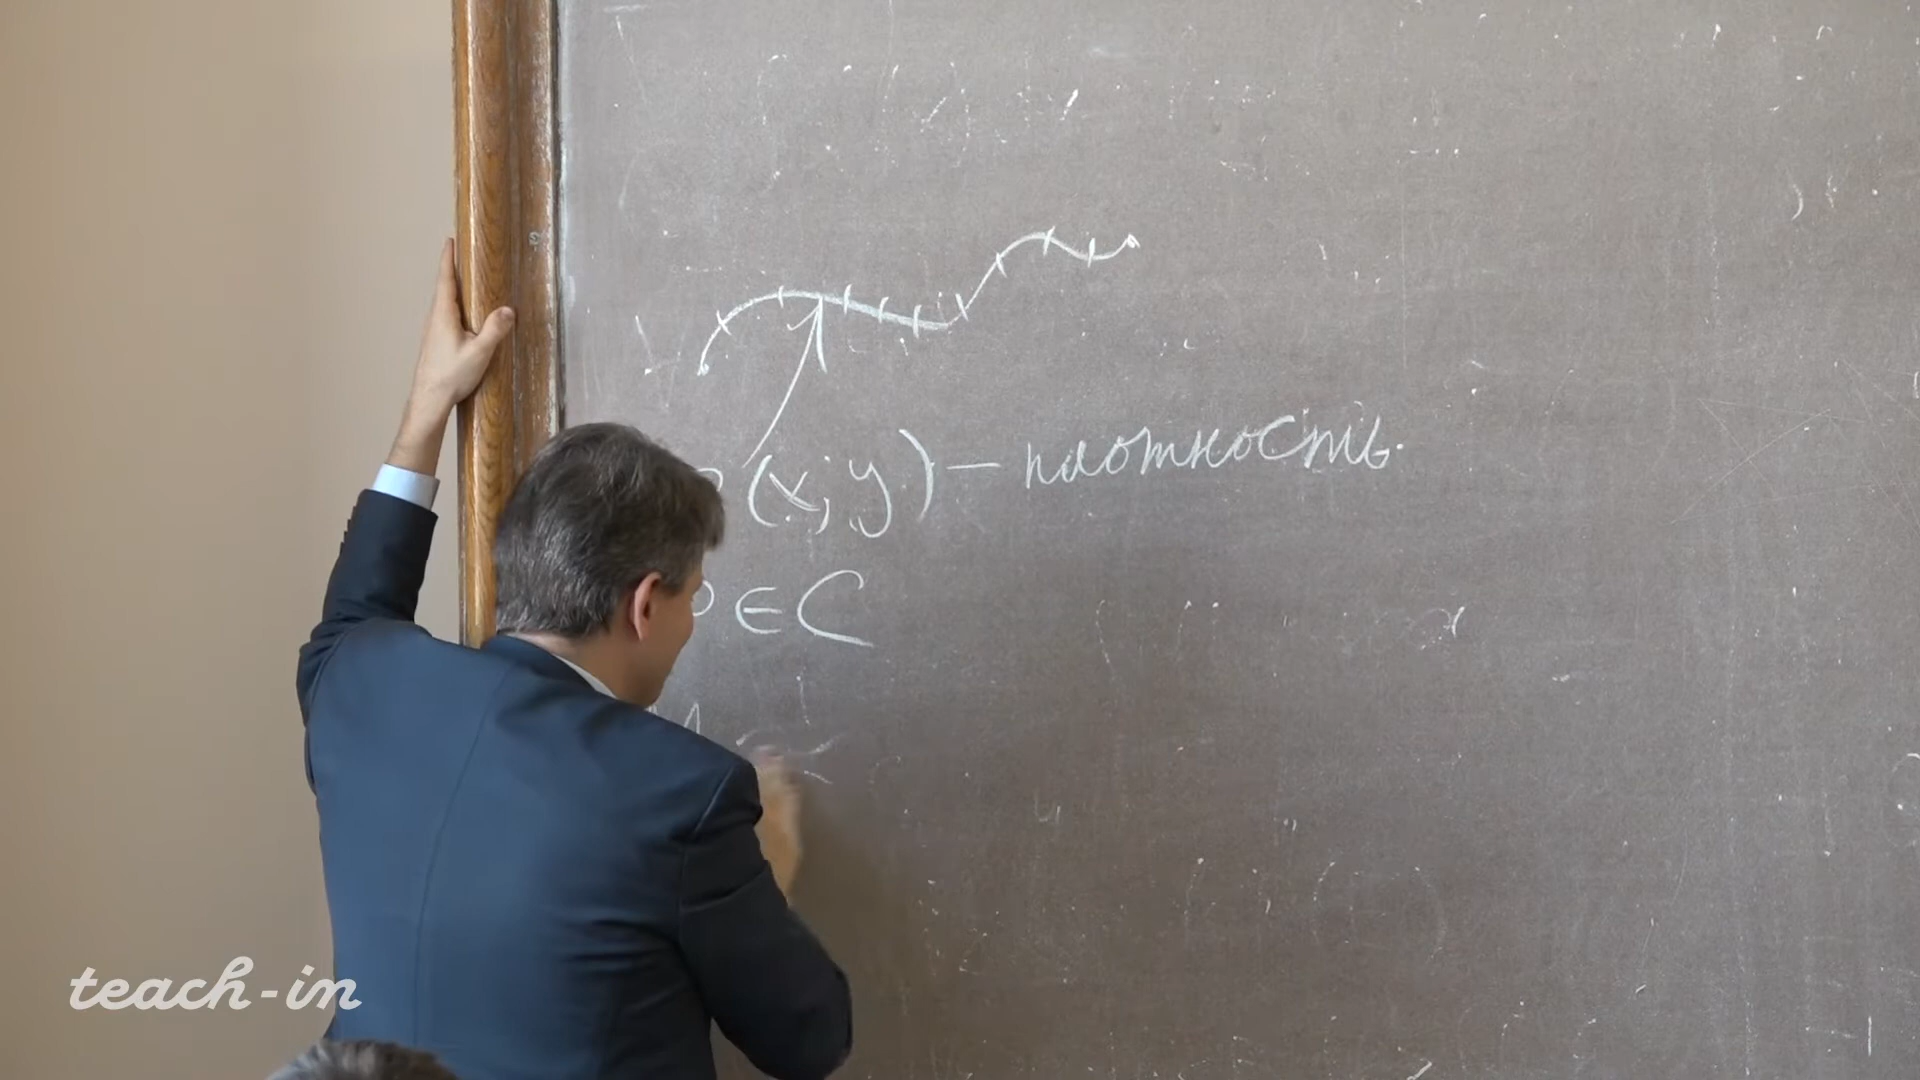 (x; y) — плотность.
∈ C
teach-in